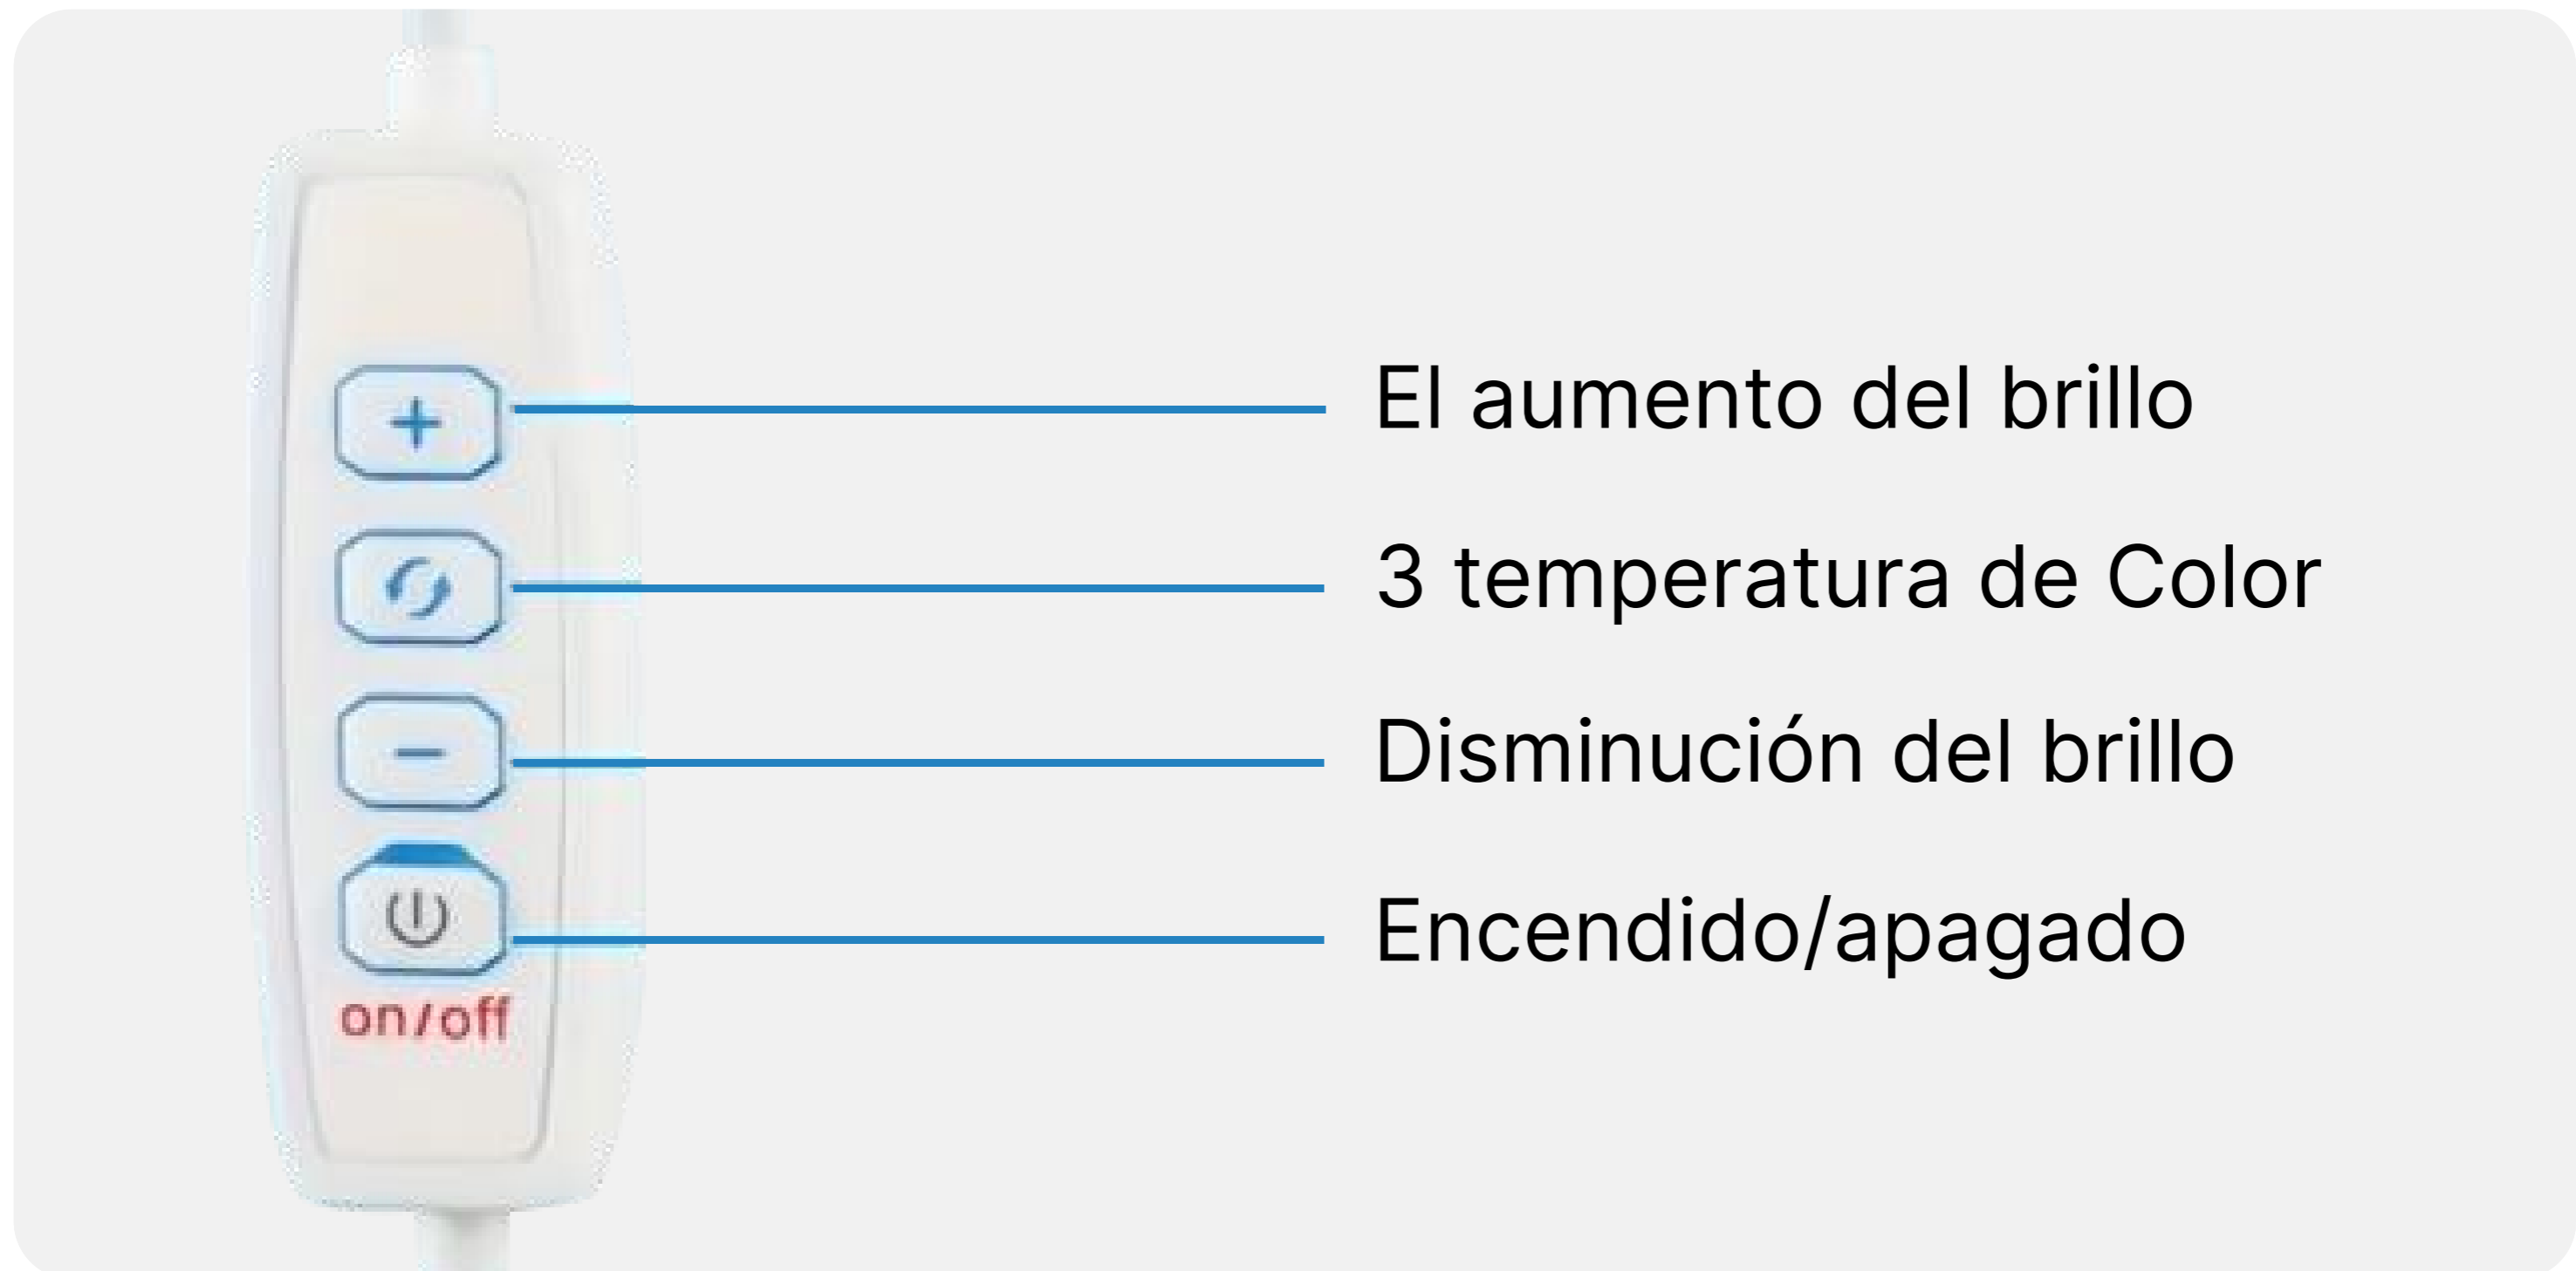 El aumento del brillo
3 temperatura de Color
Disminución del brillo
Encendido/apagado
on/off